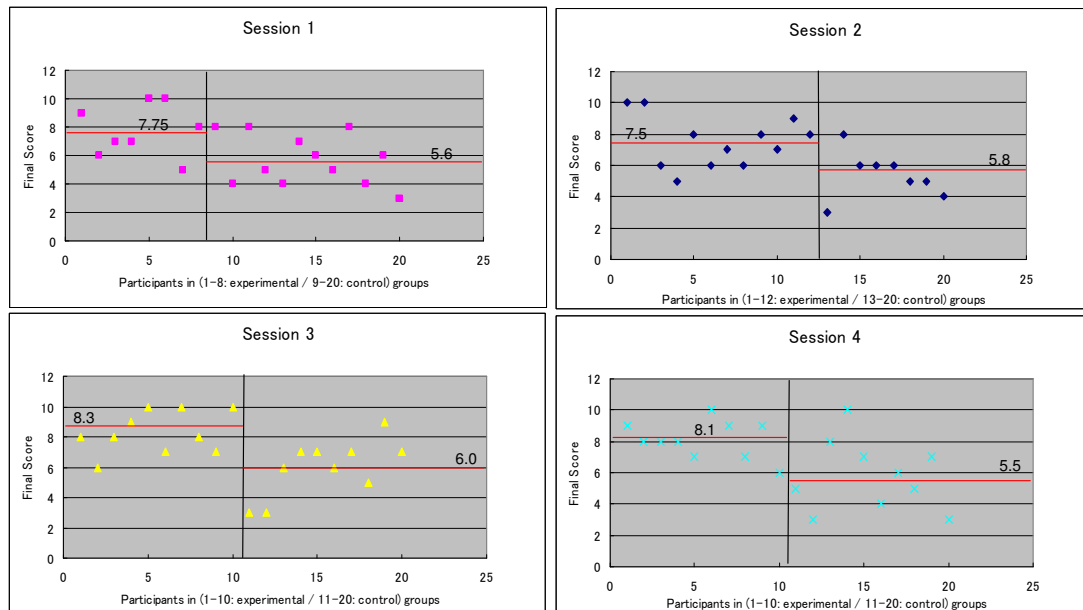 Session 1
12
10
8
6
4
2
0
Final Score
7.75
5.6
0 5 10 15 20 25
Participants in (1-8: experimental / 9-20: control) groups
Session 2
12
10
8
6
4
2
0
Final Score
7.5
5.8
0 5 10 15 20 25
Participants in (1-12: experimental / 13-20: control) groups
Session 3
12
10
8
6
4
2
0
Final Score
8.3
6.0
0 5 10 15 20 25
Participants in (1-10: experimental / 11-20: control) groups
Session 4
12
10
8
6
4
2
0
Final Score
8.1
5.5
0 5 10 15 20 25
Participants in (1-10: experimental / 11-20: control) groups